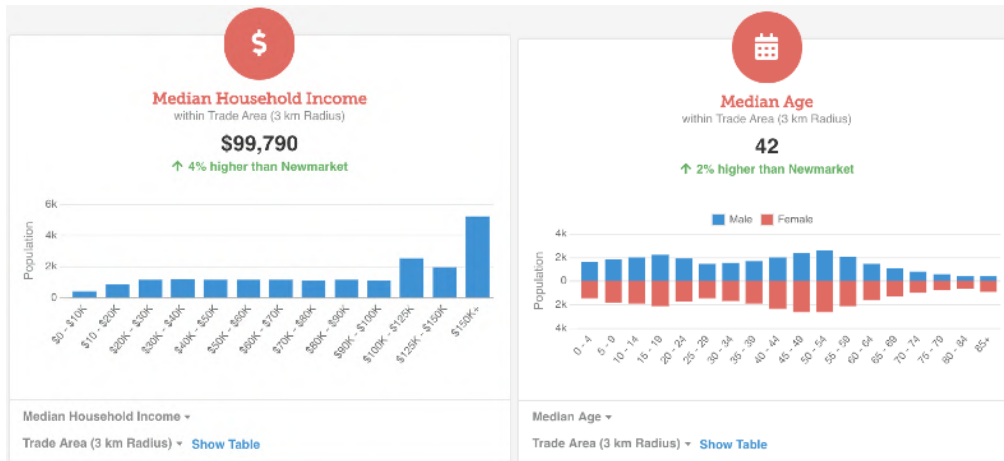 $
Median Household Income
within Trade Area (3 km Radius)
$99,790
↑ 4% higher than Newmarket
6k
4k
2k
0
Population
$0 - $10K
$10 - $20K
$20K - $30K
$30K - $40K
$40K - $50K
$50K - $60K
$60K - $70K
$70K - $80K
$80K - $90K
$90K - $100K
$100K - $125K
$125K - $150K
$150K+
Median Household Income
Trade Area (3 km Radius) Show Table
Median Age
within Trade Area (3 km Radius)
42
↑ 2% higher than Newmarket
Male Female
4k
2k
0
2k
4k
Population
0 - 4
5 - 9
10 - 14
15 - 19
20 - 24
25 - 29
30 - 34
35 - 39
40 - 44
45 - 49
50 - 54
55 - 59
60 - 64
65 - 69
70 - 74
75 - 79
80 - 84
85+
Median Age
Trade Area (3 km Radius) Show Table